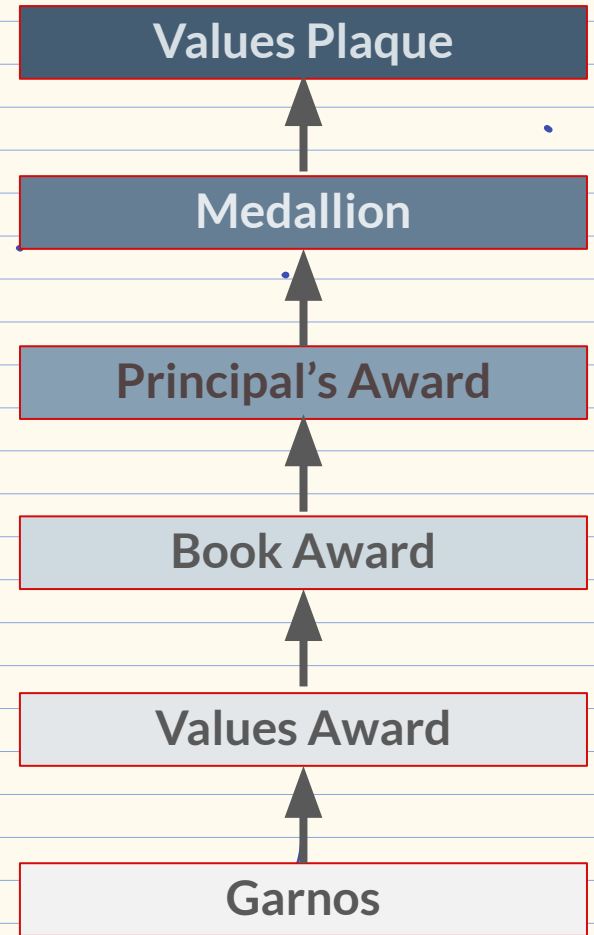 Values Plaque
Medallion
Principal’s Award
Book Award
Values Award
Garnos